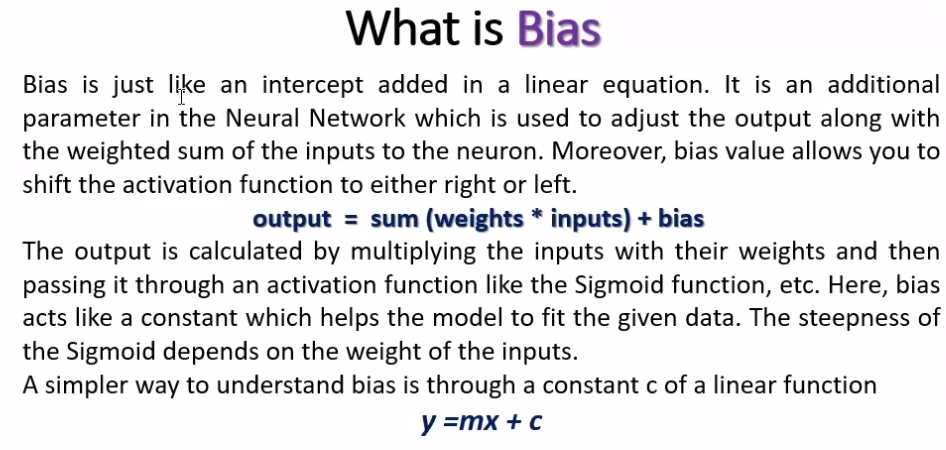 What is Bias
Bias is just like an intercept added in a linear equation. It is an additional
parameter in the Neural Network which is used to adjust the output along with
the weighted sum of the inputs to the neuron. Moreover, bias value allows you to
shift the activation function to either right or left.
output = sum (weights * inputs) + bias
The output is calculated by multiplying the inputs with their weights and then
passing it through an activation function like the Sigmoid function, etc. Here, bias
acts like a constant which helps the model to fit the given data. The steepness of
the Sigmoid depends on the weight of the inputs.
A simpler way to understand bias is through a constant c of a linear function
y =mx + c